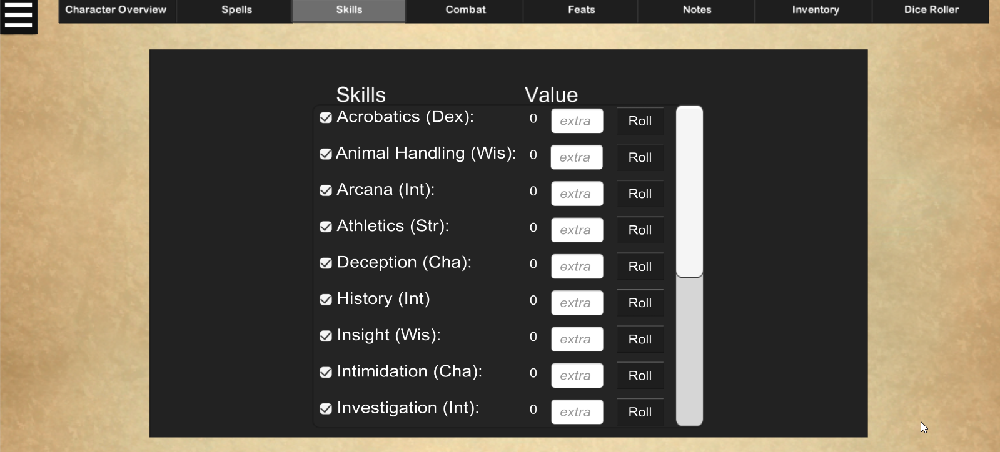 Character Overview Spells Skills Combat Feats Notes Inventory Dice Roller
Skills Value
Acrobatics (Dex): 0 extra Roll
Animal Handling (Wis): 0 extra Roll
Arcana (Int): 0 extra Roll
Athletics (Str): 0 extra Roll
Deception (Cha): 0 extra Roll
History (Int) 0 extra Roll
Insight (Wis): 0 extra Roll
Intimidation (Cha): 0 extra Roll
Investigation (Int): 0 extra Roll